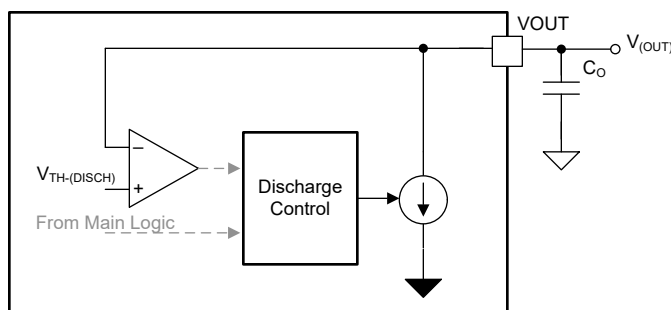 VOUT
V(OUT)
CO
−
VTH-(DISCH)
+
Discharge
Control
From Main Logic